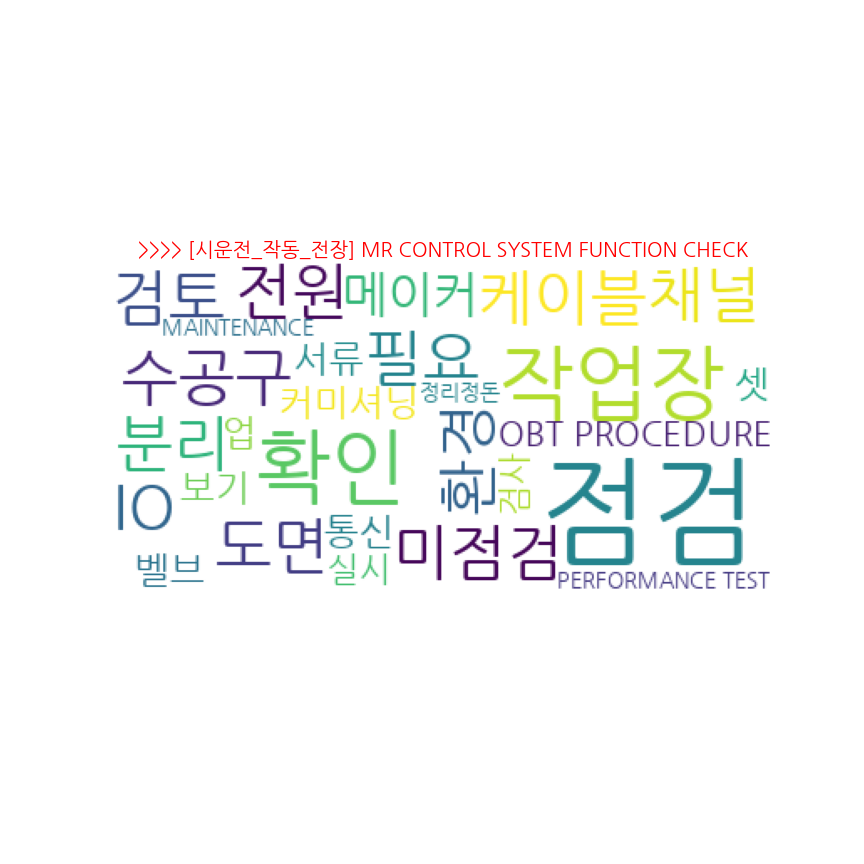 >>>> [시운전_작동_전장] MR CONTROL SYSTEM FUNCTION CHECK
검토 전원 메이커 케이블채널
MAINTENANCE
수공구 서류 필요 작업장 셋
커미셔닝 정리정돈
분리 업 확인 환경 OBT PROCEDURE
IO 보기 검사 점검
벨브 도면 통신 미점검
실시 PERFORMANCE TEST